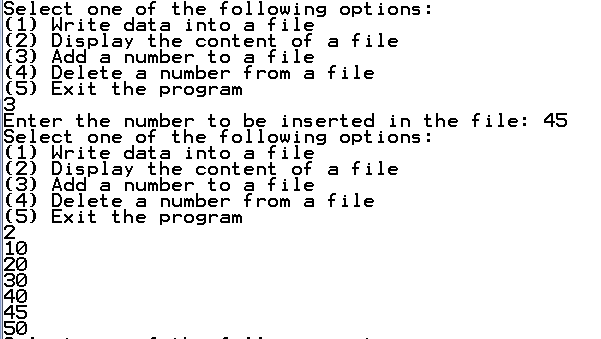 Select one of the following options:
(1) Write data into a file
(2) Display the content of a file
(3) Add a number to a file
(4) Delete a number from a file
(5) Exit the program
3
Enter the number to be inserted in the file: 45
Select one of the following options:
(1) Write data into a file
(2) Display the content of a file
(3) Add a number to a file
(4) Delete a number from a file
(5) Exit the program
2
10
20
30
40
45
50